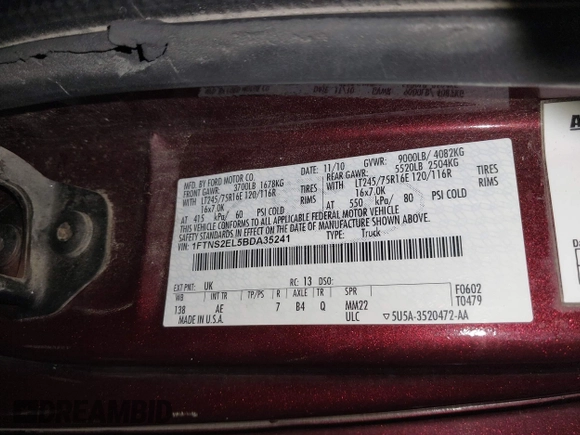 MFD. BY FORD MOTOR CO.
DATE: 11/10 GVWR: 9000LB/ 4082KG
FRONT GAWR: 3700LB 1678KG
REAR GAWR: 5520LB 2504KG
WITH LT245/75R16E 120/116R TIRES
WITH LT245/75R16E 120/116R TIRES
16x7.0K RIMS
16x7.0K RIMS
AT 415 kPa/ 60 PSI COLD
AT 550 kPa/ 80 PSI COLD
THIS VEHICLE CONFORMS TO ALL APPLICABLE FEDERAL MOTOR VEHICLE
SAFETY STANDARDS IN EFFECT ON THE DATE OF MANUFACTURE SHOWN ABOVE.
VIN: 1FTNS2EL5BDA35241
TYPE: Truck
EXT PNT: UK RC: 13 DSO: F0602
WB INT TR TP/PS R AXLE TR SPR T0479
138 AE 7 B4 Q MM22
MADE IN U.S.A. ULC ▽5U5A-3520472-AA
DREAMBID